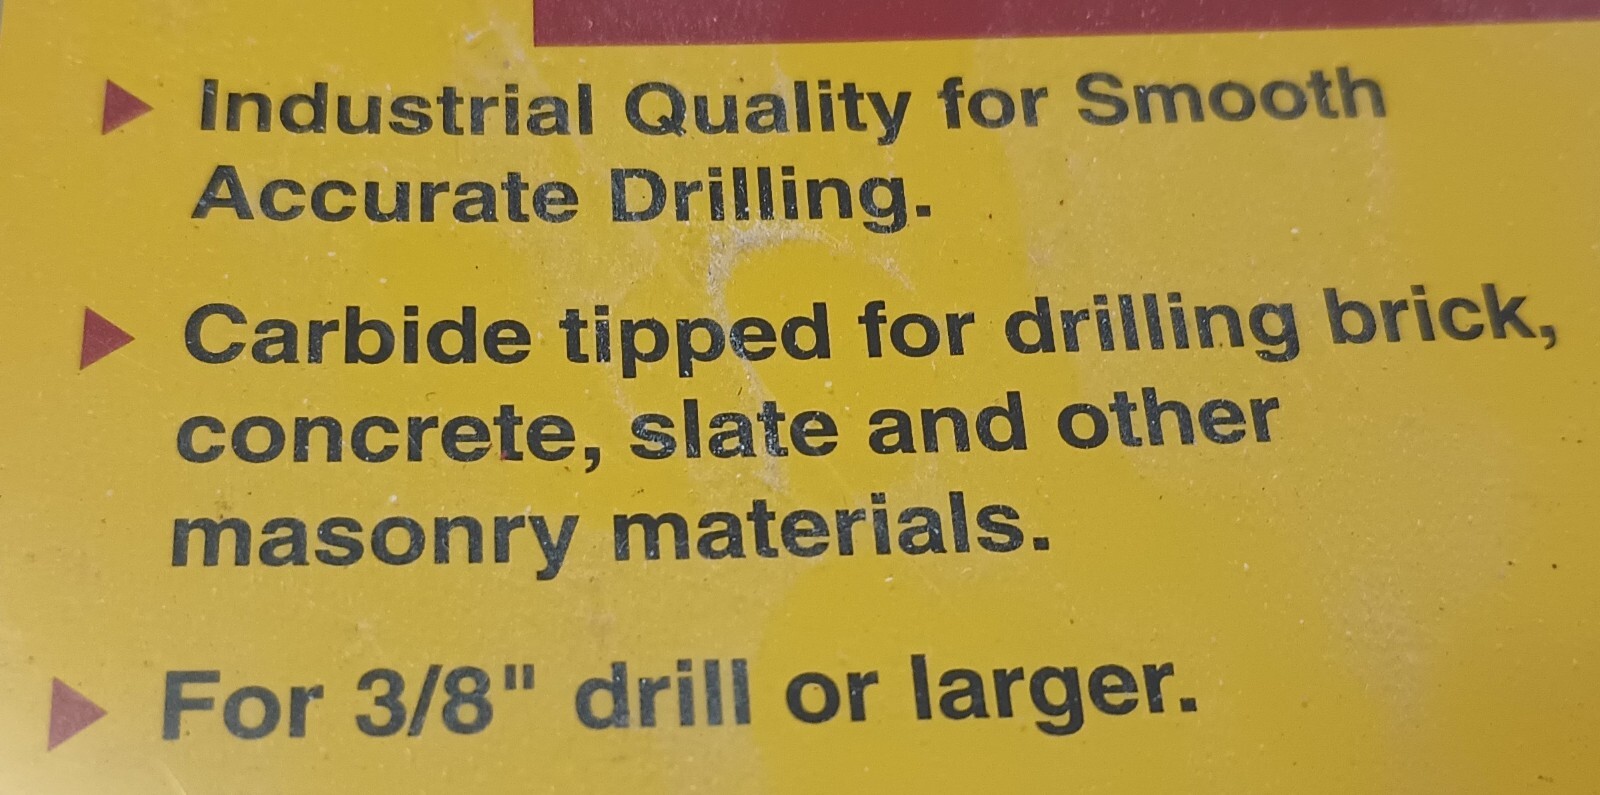 Industrial Quality for Smooth
Accurate Drilling.
Carbide tipped for drilling brick,
concrete, slate and other
masonry materials.
For 3/8" drill or larger.